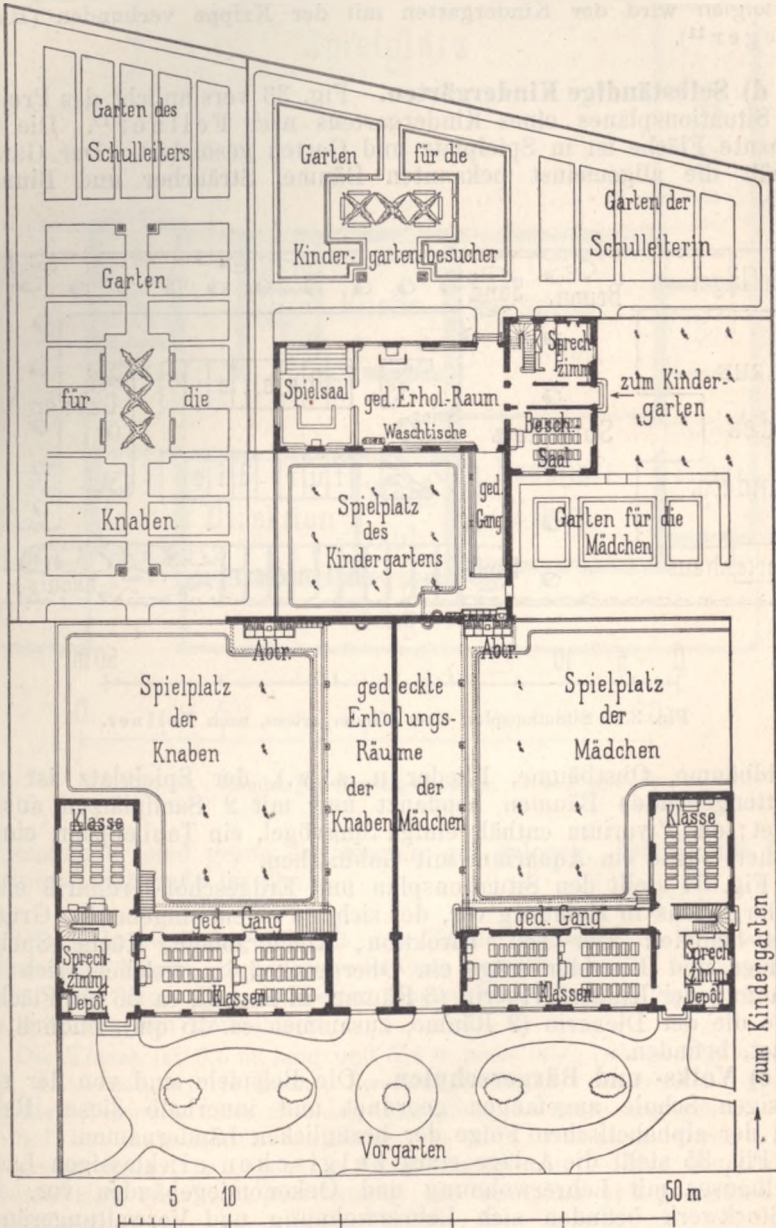 Garten des
Schulleiters
Garten für die
Kinder- garten besucher
Garten der
Schulleiterin
Garten
für die
Knaben
Spielsaal
ged. Erhol.-Raum
Waschtische
Sprech-
zimm.
zum Kinder-
garten
Besch.-
Saal
Spielplatz
des
Kindergartens
ged.
Gang
Garten für die
Mädchen
Abtr.
Abtr.
Spielplatz
der
Knaben
gedeckte
Erholungs-
Räume
der der
Knaben Mädchen
Spielplatz
der
Mädchen
Klasse
Klasse
ged. Gang
ged. Gang
Sprech-
zimm.
Depôt
Klassen
Klassen
Sprech-
zimm.
Depôt
zum Kindergarten
Vorgarten
0 5 10 50 m